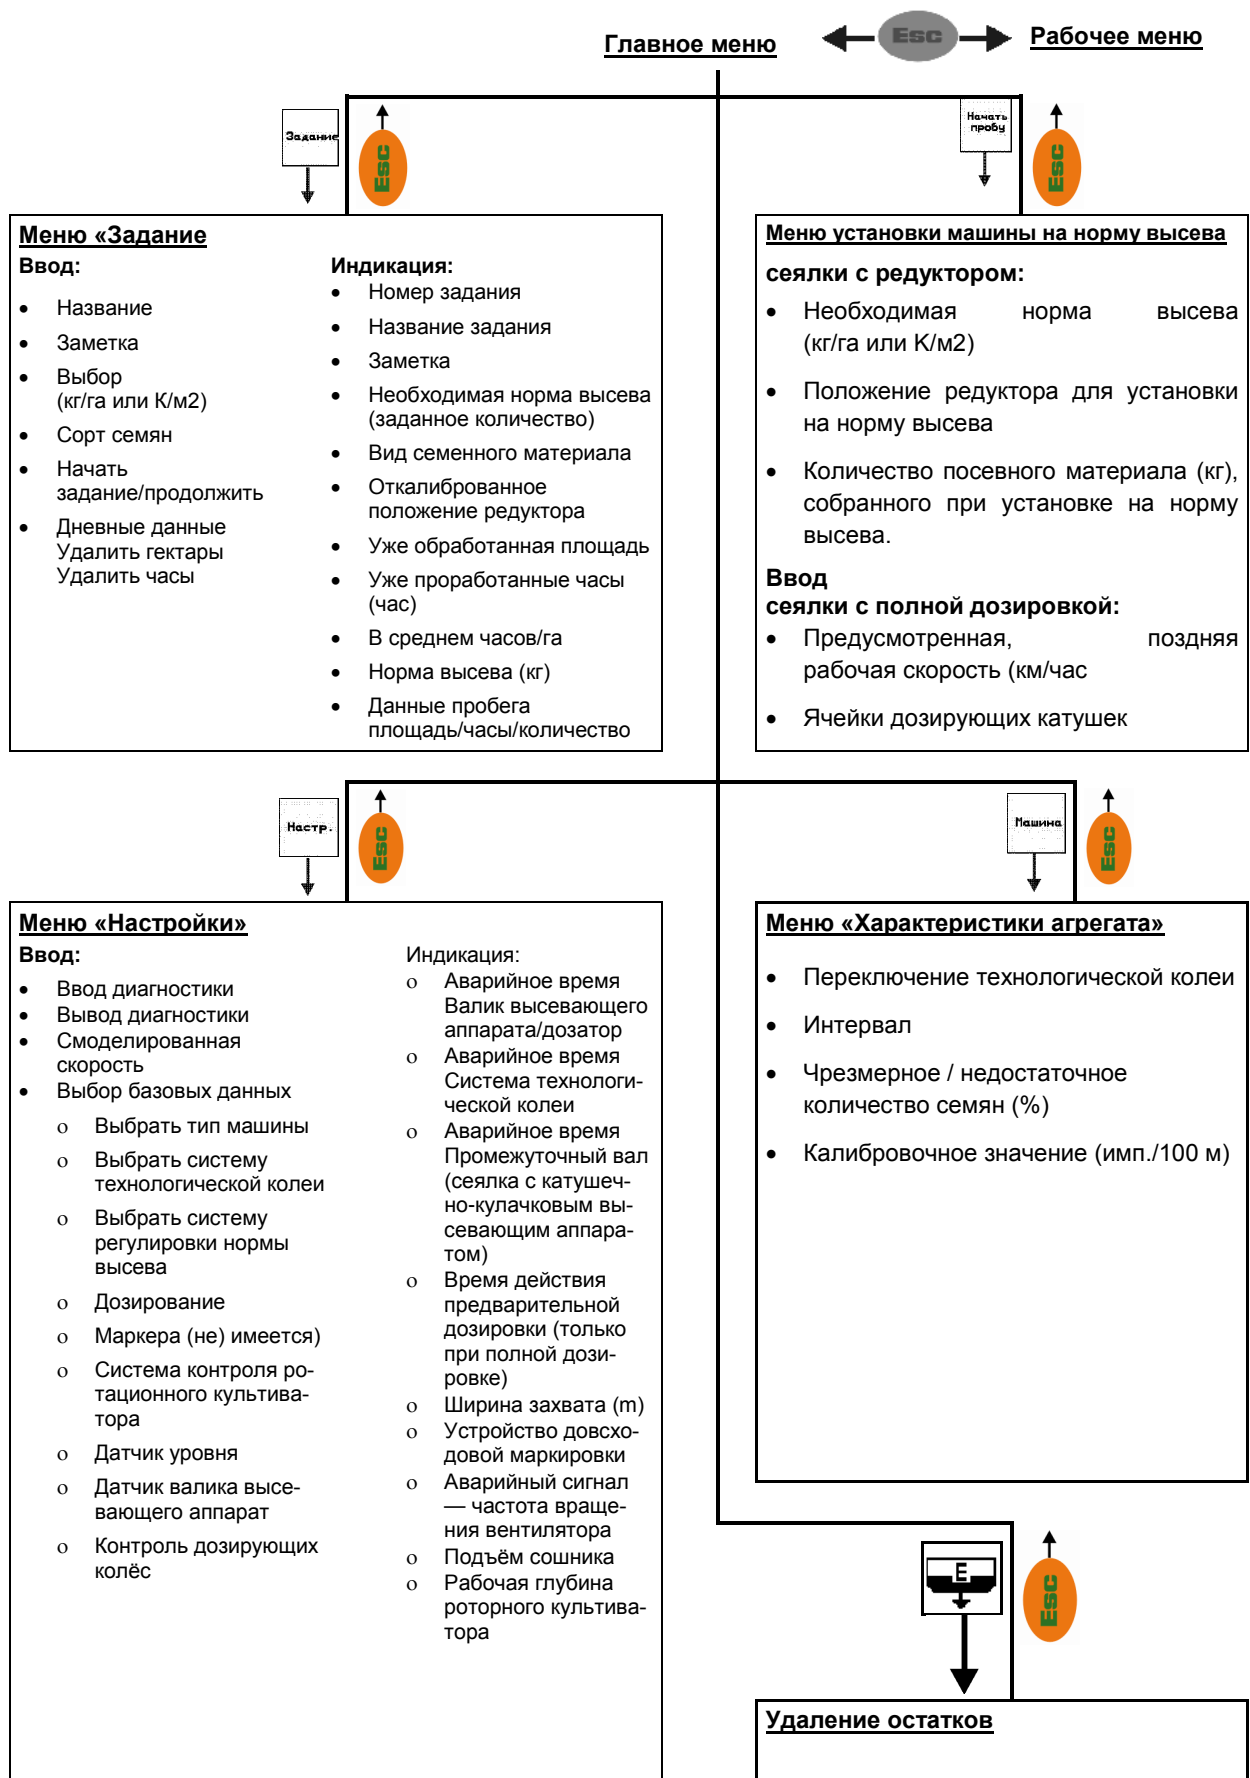 Главное меню
Esc
Рабочее меню
Задание
Esc
Начать
пробу
Esc
Меню «Задание
Ввод:
• Название
• Заметка
• Выбор
(кг/га или К/м2)
• Сорт семян
• Начать
задание/продолжить
• Дневные данные
Удалить гектары
Удалить часы
Индикация:
• Номер задания
• Название задания
• Заметка
• Необходимая норма высева
(заданное количество)
• Вид семенного материала
• Откалиброванное
положение редуктора
• Уже обработанная площадь
• Уже проработанные часы
(час)
• В среднем часов/га
• Норма высева (кг)
• Данные пробега
площадь/часы/количество
Меню установки машины на норму высева
сеялки с редуктором:
• Необходимая норма высева
(кг/га или K/м2)
• Положение редуктора для установки
на норму высева
• Количество посевного материала (кг),
собранного при установке на норму
высева.
Ввод
сеялки с полной дозировкой:
• Предусмотренная, поздняя
рабочая скорость (км/час
• Ячейки дозирующих катушек
Настр.
Esc
Машина
Esc
Меню «Настройки»
Ввод:
• Ввод диагностики
• Вывод диагностики
• Смоделированная
скорость
• Выбор базовых данных
o Выбрать тип машины
o Выбрать систему
технологической колеи
o Выбрать систему
регулировки нормы
высева
o Дозирование
o Маркера (не) имеется)
o Система контроля ро-
тационного культива-
тора
o Датчик уровня
o Датчик валика высе-
вающего аппарат
o Контроль дозирующих
колёс
Индикация:
o Аварийное время
Валик высевающего
аппарата/дозатор
o Аварийное время
Система технологи-
ческой колеи
o Аварийное время
Промежуточный вал
(сеялка с катушеч-
но-кулачковым вы-
севающим аппара-
том)
o Время действия
предварительной
дозировки (только
при полной дози-
ровке)
o Ширина захвата (m)
o Устройство довсхо-
довой маркировки
o Аварийный сигнал
— частота враще-
ния вентилятора
o Подъём сошника
o Рабочая глубина
роторного культива-
тора
Меню «Характеристики агрегата»
• Переключение технологической колеи
• Интервал
• Чрезмерное / недостаточное
количество семян (%)
• Калибровочное значение (имп./100 м)
E
Esc
Удаление остатков